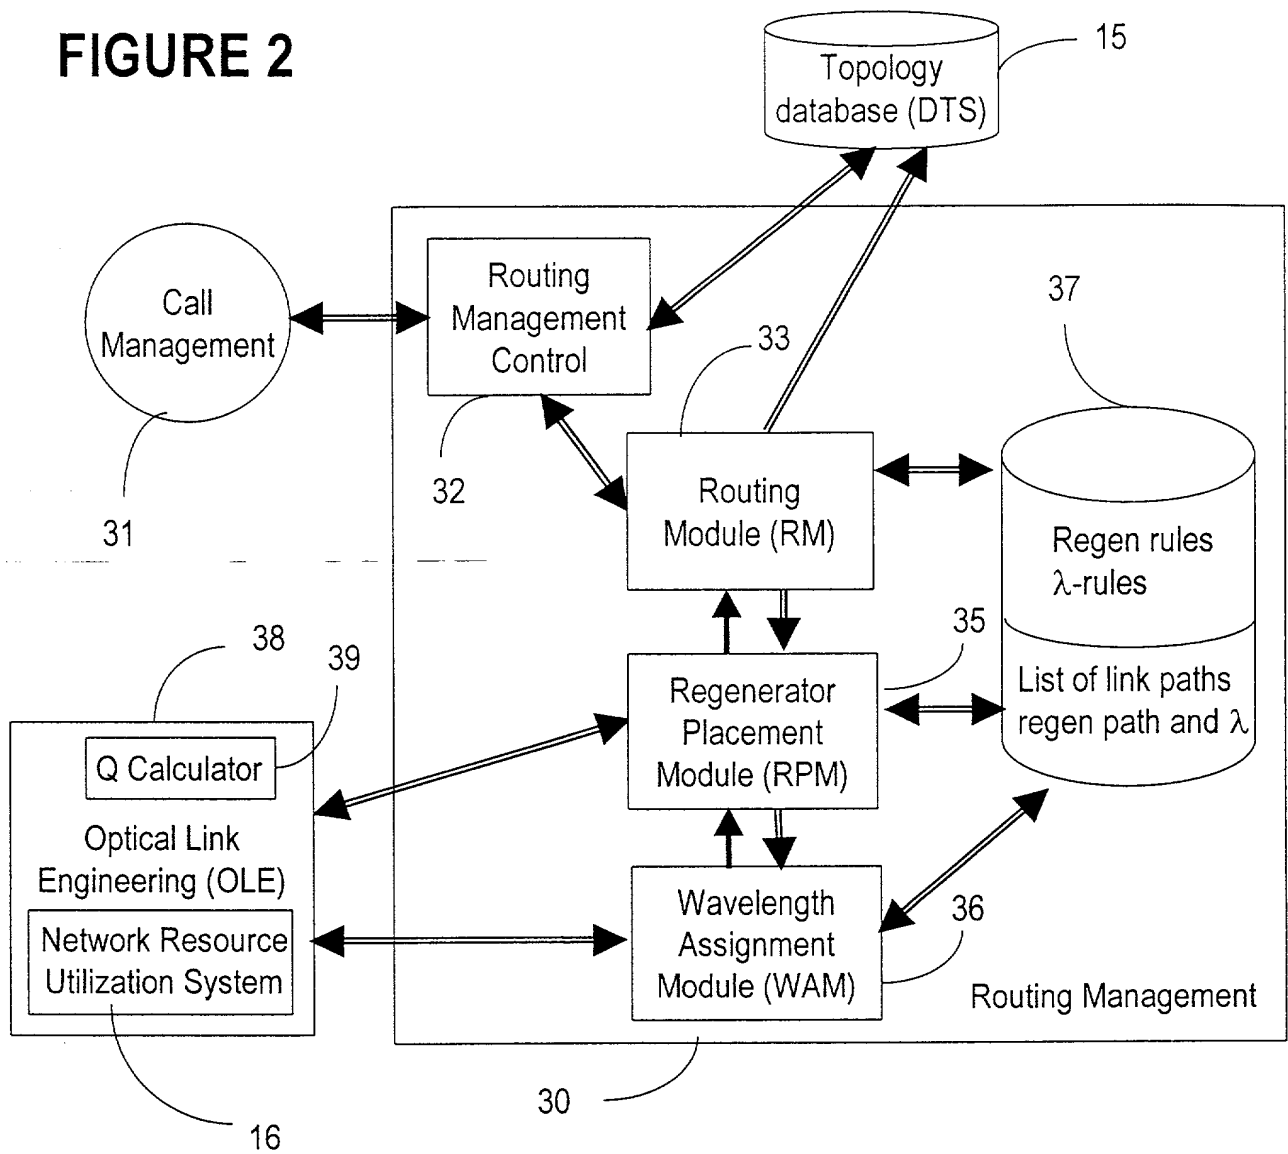 FIGURE 2
15
Topology
database (DTS)
37
Call
Management
Routing
Management
Control
33
31
32
Routing
Module (RM)
Regen rules
λ-rules
35
38
39
Regenerator
Placement
Module (RPM)
List of link paths
regen path and λ
Q Calculator
Optical Link
Engineering (OLE)
Network Resource
Utilization System
Wavelength
Assignment
Module (WAM)
36
Routing Management
30
16